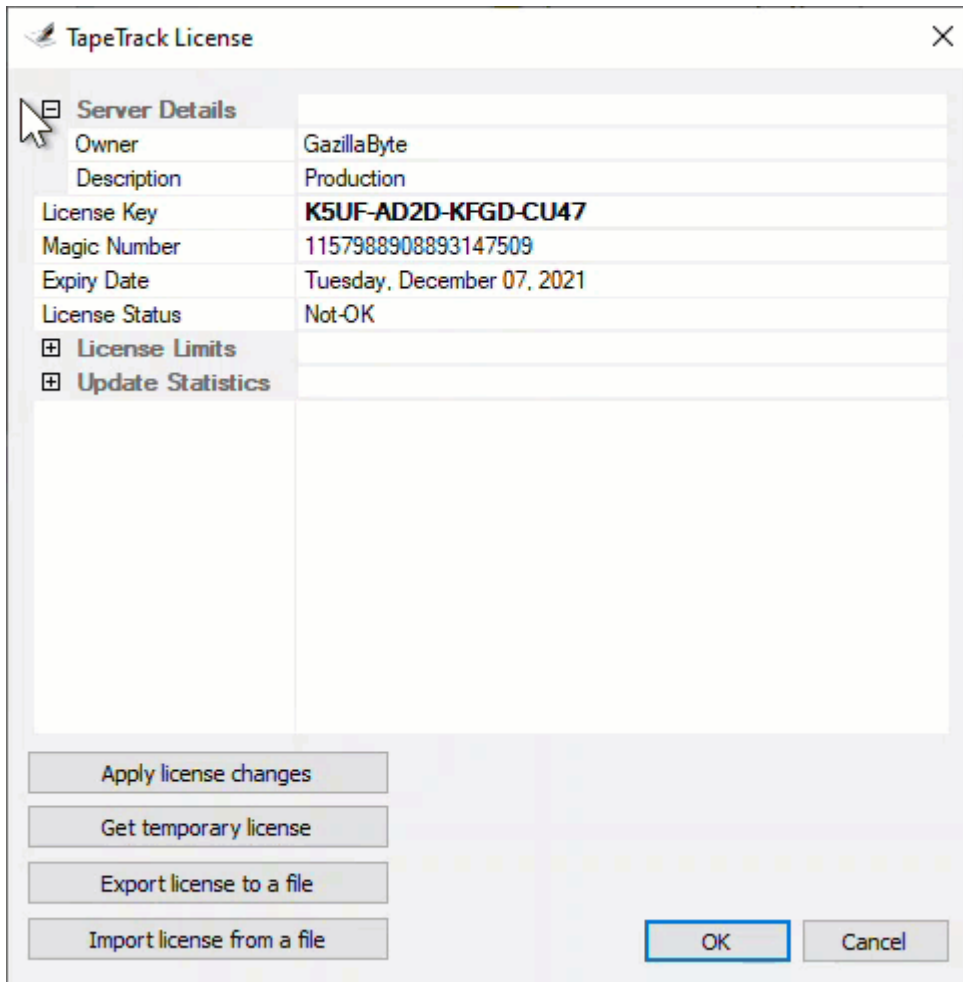 TapeTrack License
Server Details
Owner GazillaByte
Description Production
License Key K5UF-AD2D-KFGD-CU47
Magic Number 1157988908893147509
Expiry Date Tuesday, December 07, 2021
License Status Not-OK
License Limits
Update Statistics
Apply license changes
Get temporary license
Export license to a file
Import license from a file
OK Cancel